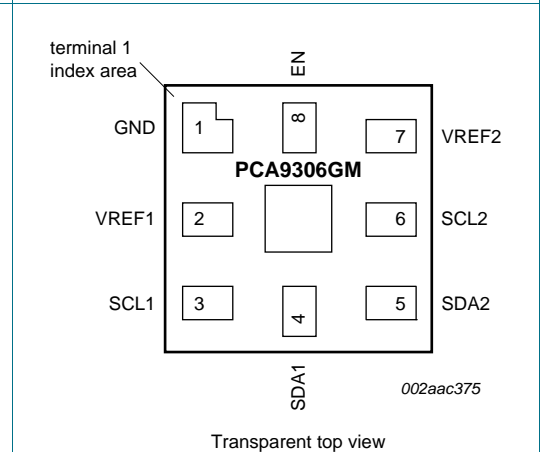 terminal 1
index area
EN
GND
1
8
7
VREF2
PCA9306GM
VREF1
2
6
SCL2
SCL1
3
4
5
SDA2
SDA1
002aac375
Transparent top view